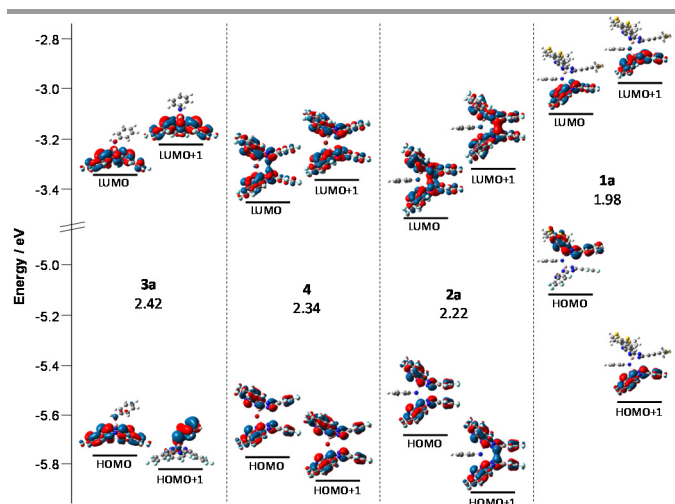 Energy / eV
-2.8
-3.0
-3.2
-3.4
-5.0
-5.2
-5.4
-5.6
-5.8
LUMO
LUMO+1
3a
2.42
HOMO
HOMO+1
LUMO
LUMO+1
4
2.34
HOMO
HOMO+1
LUMO
LUMO+1
2a
2.22
HOMO
HOMO+1
LUMO
LUMO+1
1a
1.98
HOMO
HOMO+1